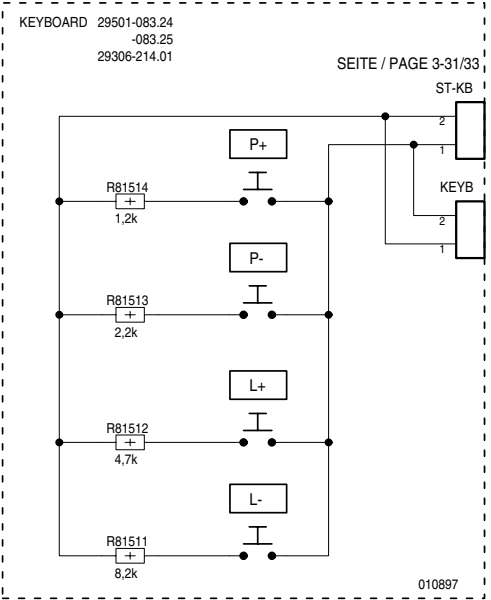 KEYBOARD 29501-083.24
-083.25
29306-214.01
SEITE / PAGE 3-31/33
ST-KB
2
1
KEYB
2
1
P+
R81514
1,2k
P-
R81513
2,2k
L+
R81512
4,7k
L-
R81511
8,2k
010897